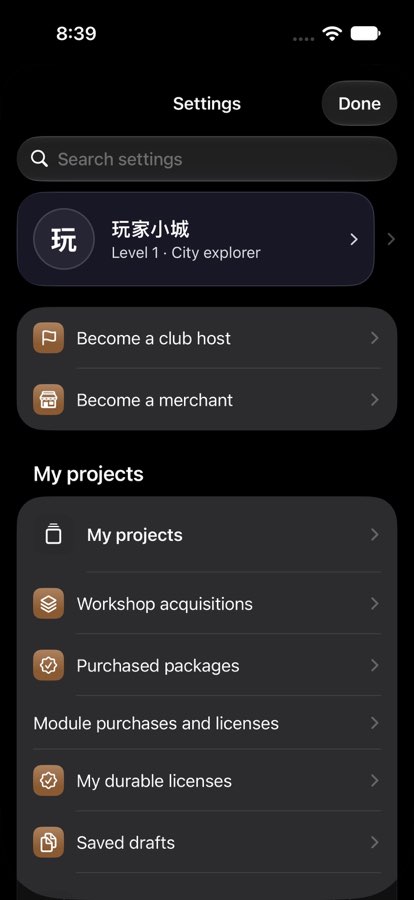 8:39
Settings
Done
Search settings
玩
玩家小城
Level 1 · City explorer
Become a club host
Become a merchant
My projects
My projects
Workshop acquisitions
Purchased packages
Module purchases and licenses
My durable licenses
Saved drafts